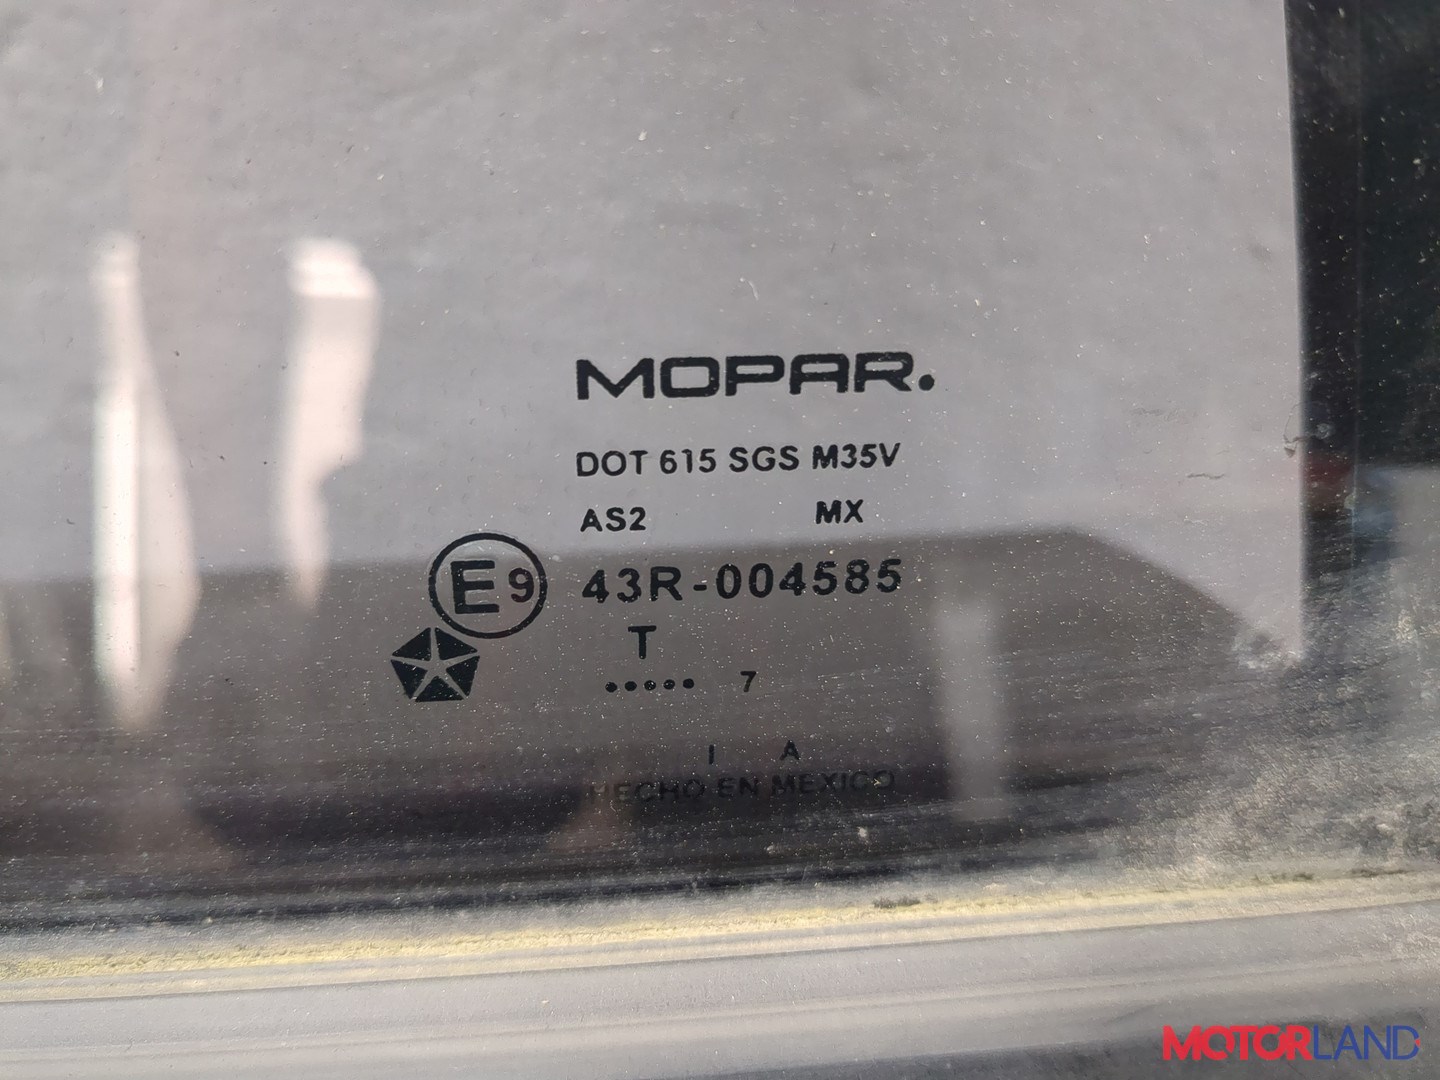 MOPAR.
DOT 615 SGS M35V
AS2 MX
E9 43R-004585
T
..... 7
I A
HECHO EN MEXICO
MOTORLAND